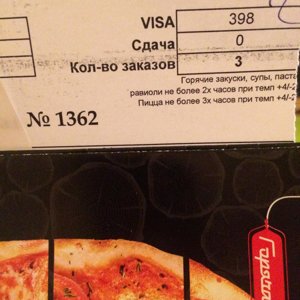 VISA 398
Сдача 0
Кол-во заказов 3
Горячие закуски, супы, паста
равиоли не более 2х часов при темп +4/-2
Пицца не более 3х часов при темп +4/-2
№ 1362